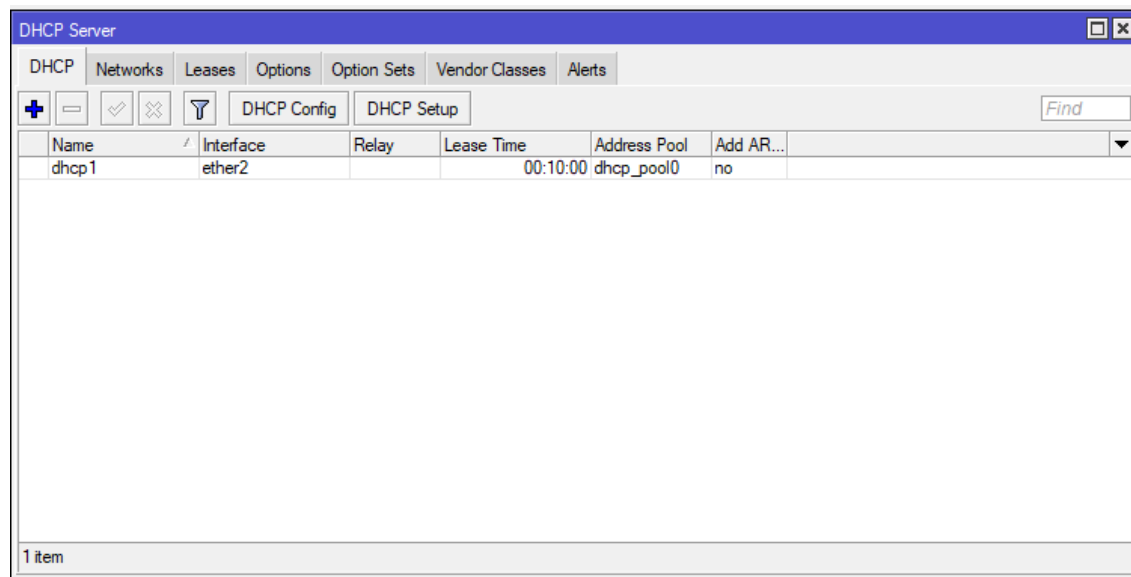 DHCP Server
DHCP Networks Leases Options Option Sets Vendor Classes Alerts
DHCP Config DHCP Setup Find
Name Interface Relay Lease Time Address Pool Add AR...
dhcp1 ether2 00:10:00 dhcp_pool0 no
1 item